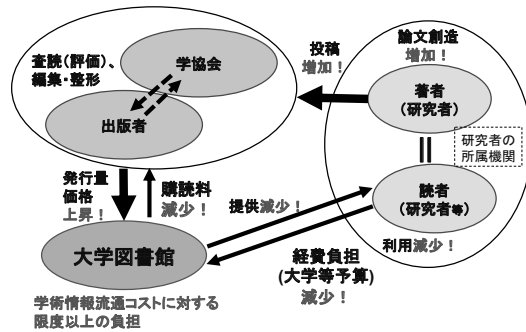 査読(評価)、
編集・整形
学協会
出版者
投稿
増加！
論文創造
増加！
著者
(研究者)
研究者の
所属機関
読者
(研究者等)
利用減少！
発行量
価格
上昇！
購読料
減少！
提供減少！
大学図書館
経費負担
(大学等予算)
減少！
学術情報流通コストに対する
限度以上の負担